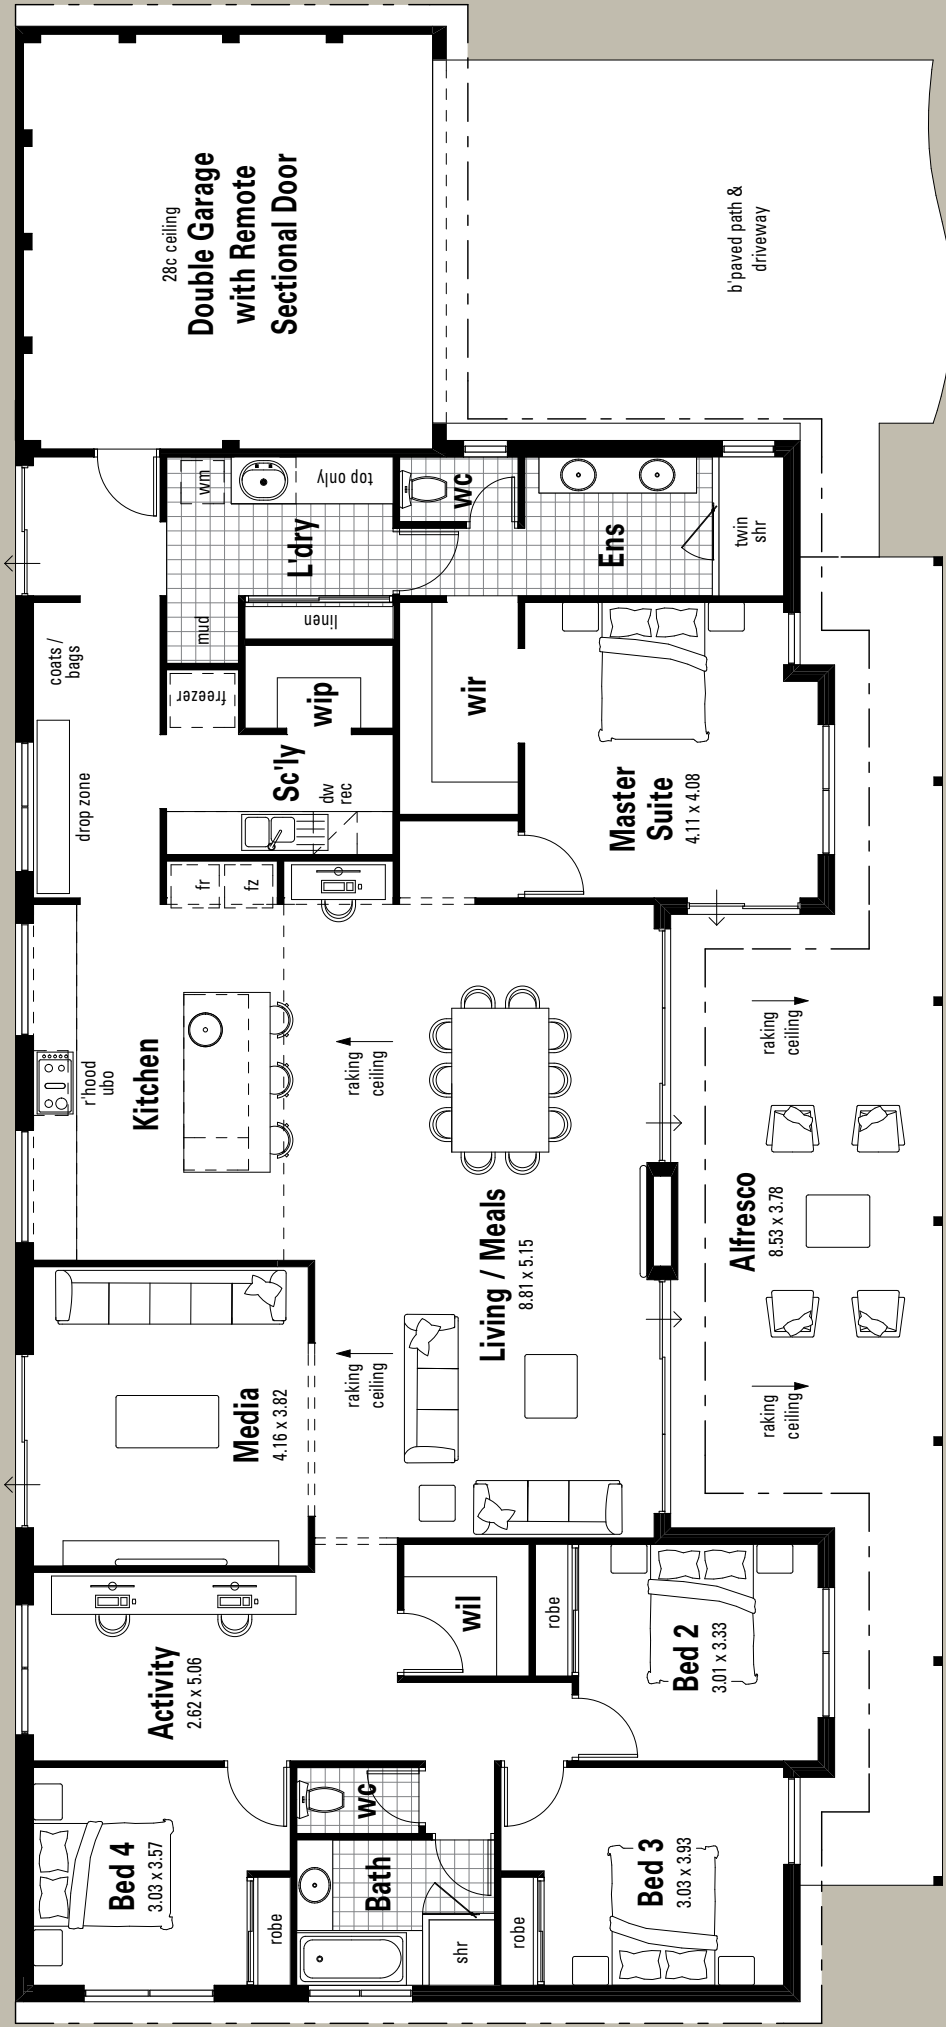 28c ceiling
Double Garage
with Remote
Sectional Door
b'paved path &
driveway
wm
top only
L'dry
mud
linen
wc
Ens
twin
shr
coats /
bags
drop zone
freezer
wip
Sc'ly
dw
rec
wir
Master
Suite
4.11 x 4.08
fr
fz
r'hood
ubo
Kitchen
raking
ceiling
Living / Meals
8.81 x 5.15
raking
ceiling
raking
ceiling
Alfresco
8.53 x 3.78
raking
ceiling
Media
4.16 x 3.82
Activity
2.62 x 5.06
wil
robe
Bed 2
3.01 x 3.33
Bed 4
3.03 x 3.57
robe
wc
Bath
shr
robe
Bed 3
3.03 x 3.93